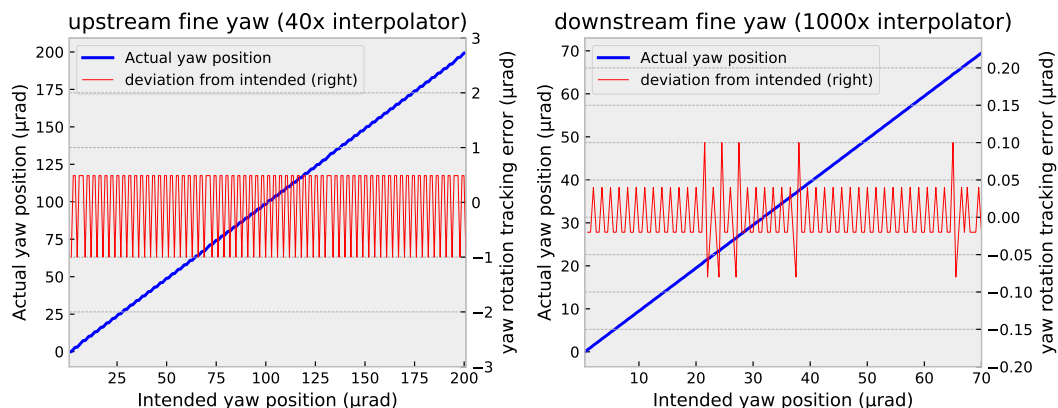 upstream fine yaw (40x interpolator)
Actual yaw position (µrad)
200
175
150
125
100
75
50
25
0
Actual yaw position
deviation from intended (right)
3
2
1
0
−1
−2
−3
yaw rotation tracking error (µrad)
25 50 75 100 125 150 175 200
Intended yaw position (µrad)
downstream fine yaw (1000x interpolator)
Actual yaw position (µrad)
70
60
50
40
30
20
10
0
Actual yaw position
deviation from intended (right)
0.20
0.15
0.10
0.05
0.00
−0.05
−0.10
−0.15
−0.20
yaw rotation tracking error (µrad)
10 20 30 40 50 60 70
Intended yaw position (µrad)